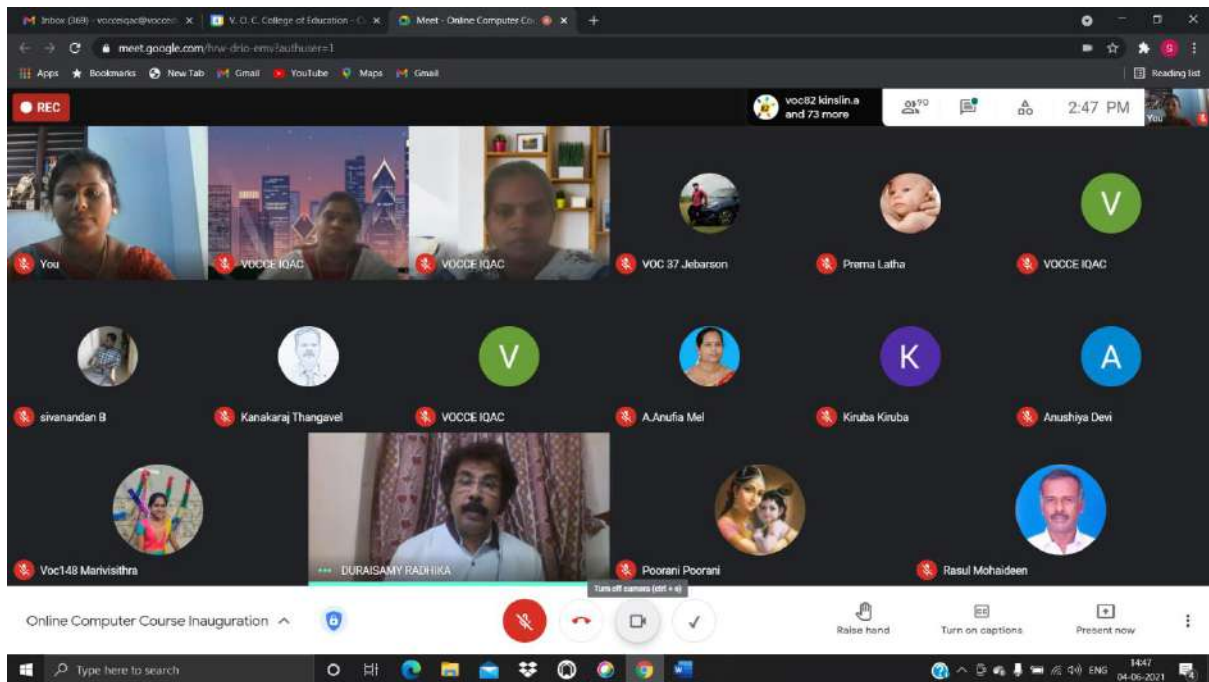 Inbox (369) - voccesiqac@vocce
V. O. C. College of Education - C
Meet - Online Computer Co
meet.google.com/hrw-drio-emv?authuser=1
Apps Bookmarks New Tab Gmail YouTube Maps Gmail
Reading list
REC
voc82 kinslin.a
and 73 more
90
2:47 PM
You
You
VOCCE IQAC
VOCCE IQAC
VOC 37 Jebarson
Prema Latha
V
VOCCE IQAC
sivanandan B
Kanakaraj Thangavel
V
VOCCE IQAC
A.Anufia Mel
K
Kiruba Kiruba
A
Anushiya Devi
Voc148 Marivisithra
DURAISAMY RADHIKA
Poorani Poorani
Rasul Mohaideen
Turn off camera (ctrl + e)
Online Computer Course Inauguration
Raise hand
Turn on captions
Present now
Type here to search
ENG
14:47
04-06-2021